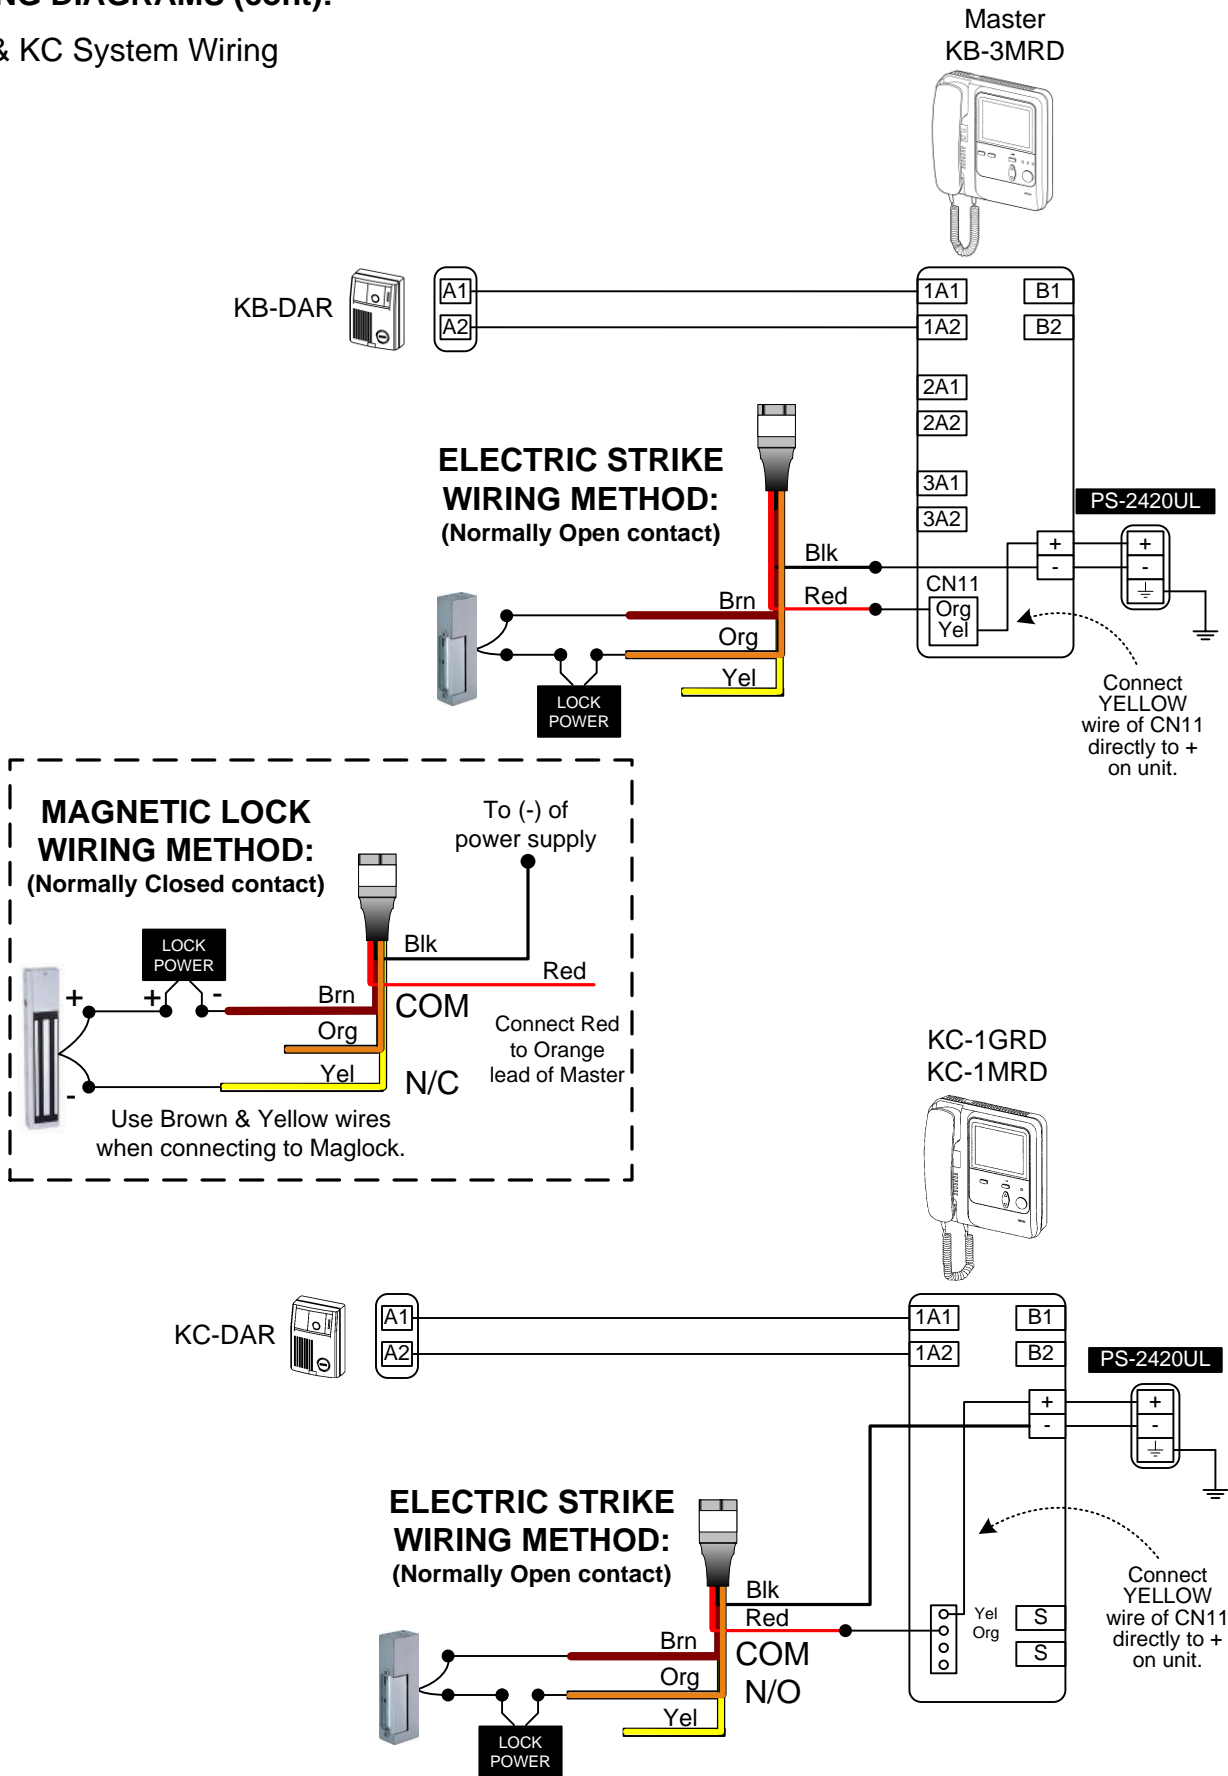 NG DIAGRAMS (cont):
& KC System Wiring
Master
KB-3MRD
KB-DAR
A1
A2
1A1
B1
1A2
B2
2A1
2A2
3A1
3A2
ELECTRIC STRIKE
WIRING METHOD:
(Normally Open contact)
PS-2420UL
+
-
+
-
Blk
Red
CN11
Org
Yel
Brn
Org
Yel
LOCK
POWER
Connect
YELLOW
wire of CN11
directly to +
on unit.
MAGNETIC LOCK
WIRING METHOD:
(Normally Closed contact)
To (-) of
power supply
LOCK
POWER
+
+
-
-
Blk
Red
Brn
COM
Org
Yel
N/C
Connect Red
to Orange
lead of Master
Use Brown & Yellow wires
when connecting to Maglock.
KC-1GRD
KC-1MRD
KC-DAR
A1
A2
1A1
B1
1A2
B2
PS-2420UL
+
-
+
-
ELECTRIC STRIKE
WIRING METHOD:
(Normally Open contact)
Blk
Red
Brn
COM
Org
N/O
Yel
LOCK
POWER
Yel
Org
S
S
Connect
YELLOW
wire of CN11
directly to +
on unit.